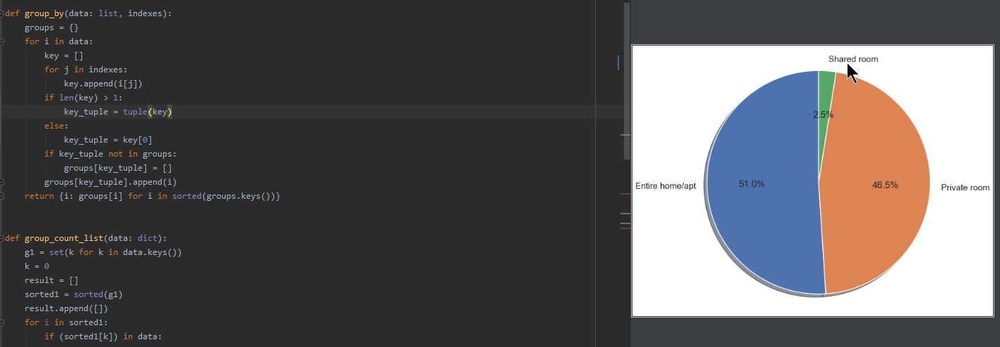 def group_by(data: list, indexes):
    groups = {}
    for i in data:
        key = []
        for j in indexes:
            key.append(i[j])
        if len(key) > 1:
            key_tuple = tuple(key)
        else:
            key_tuple = key[0]
        if key_tuple not in groups:
            groups[key_tuple] = []
        groups[key_tuple].append(i)
    return {i: groups[i] for i in sorted(groups.keys())}
def group_count_list(data: dict):
    g1 = set(k for k in data.keys())
    k = 0
    result = []
    sorted1 = sorted(g1)
    result.append([])
    for i in sorted1:
        if (sorted1[k]) in data:
Shared room
2.5%
Entire home/apt
51.0%
46.5%
Private room